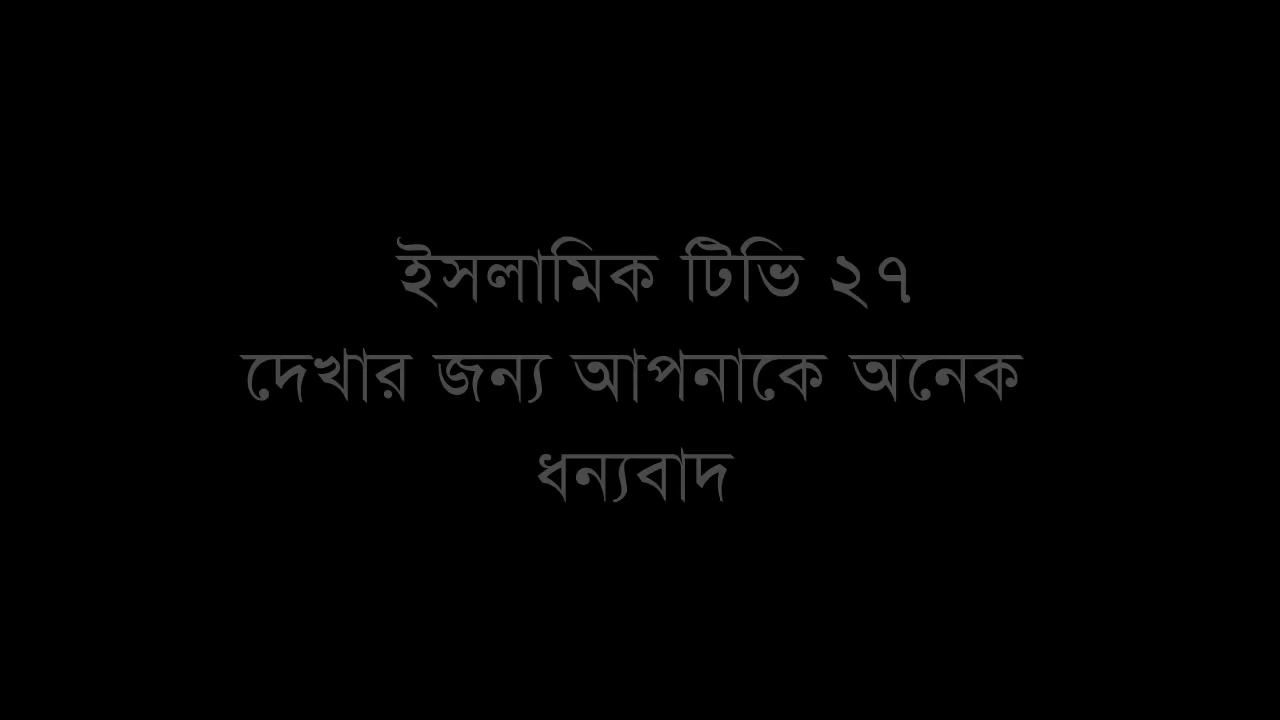 ইসলামিক টিভি ২৭
দেখার জন্য আপনাকে অনেক
ধন্যবাদ